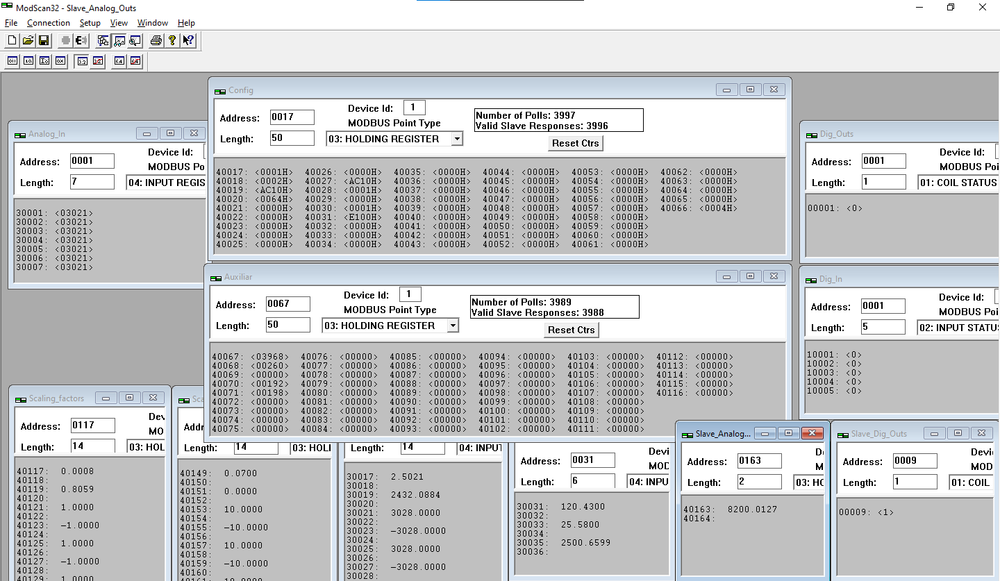 ModScan32 - Slave_Analog_Outs
File Connection Setup View Window Help
Config
Address: 0017
Device Id: 1
MODBUS Point Type
Length: 50
03: HOLDING REGISTER
Number of Polls: 3997
Valid Slave Responses: 3996
Reset Ctrs
40017: <0001H> 40026: <0000H> 40035: <0000H> 40044: <0000H> 40053: <0000H> 40062: <0000H>
40018: <0002H> 40027: <AC10H> 40036: <0000H> 40045: <0000H> 40054: <0000H> 40063: <0000H>
40019: <AC10H> 40028: <0001H> 40037: <0000H> 40046: <0000H> 40055: <0000H> 40064: <0000H>
40020: <0064H> 40029: <0000H> 40038: <0000H> 40047: <0000H> 40056: <0000H> 40065: <0000H>
40021: <0000H> 40030: <0001H> 40039: <0000H> 40048: <0000H> 40057: <0000H> 40066: <0004H>
40022: <0000H> 40031: <E100H> 40040: <0000H> 40049: <0000H> 40058: <0000H>
40023: <0000H> 40032: <0000H> 40041: <0000H> 40050: <0000H> 40059: <0000H>
40024: <0000H> 40033: <0000H> 40042: <0000H> 40051: <0000H> 40060: <0000H>
40025: <0000H> 40034: <0000H> 40043: <0000H> 40052: <0000H> 40061: <0000H>
Analog_In
Address: 0001
Device Id:
MODBUS Po
Length: 7
04: INPUT REGIS
30001: <03021>
30002: <03021>
30003: <03021>
30004: <03021>
30005: <03021>
30006: <03021>
30007: <03021>
Dig_Outs
Address: 0001
Device Id:
MODBUS Poi
Length: 1
01: COIL STATUS
00001: <0>
Auxiliar
Address: 0067
Device Id: 1
MODBUS Point Type
Length: 50
03: HOLDING REGISTER
Number of Polls: 3989
Valid Slave Responses: 3988
Reset Ctrs
40067: <03968> 40076: <00000> 40085: <00000> 40094: <00000> 40103: <00000> 40112: <00000>
40068: <00260> 40077: <00000> 40086: <00000> 40095: <00000> 40104: <00000> 40113: <00000>
40069: <00000> 40078: <00000> 40087: <00000> 40096: <00000> 40105: <00000> 40114: <00000>
40070: <00192> 40079: <00000> 40088: <00000> 40097: <00000> 40106: <00000> 40115: <00000>
40071: <00198> 40080: <00000> 40089: <00000> 40098: <00000> 40107: <00000> 40116: <00000>
40072: <00000> 40081: <00000> 40090: <00000> 40099: <00000> 40108: <00000>
40073: <00000> 40082: <00000> 40091: <00000> 40100: <00000> 40109: <00000>
40074: <00000> 40083: <00000> 40092: <00000> 40101: <00000> 40110: <00000>
40075: <00000> 40084: <00000> 40093: <00000> 40102: <00000> 40111: <00000>
Dig_In
Address: 0001
Device Id:
MODBUS Poi
Length: 5
02: INPUT STATU
10001: <0>
10002: <0>
10003: <0>
10004: <0>
10005: <0>
Scaling_factors
Address: 0117
Dev
MO
Length: 14
03: HOL
40117: 0.0008
40118:
40119: 0.8059
40120:
40121: 1.0000
40122:
40123: -1.0000
40124:
40125: 1.0000
40126:
40127: -1.0000
40128:
40129: 1.0000
Sca
Addr
Length: 14
03: HOLI
40149: 0.0700
40150:
40151: 0.0000
40152:
40153: 10.0000
40154:
40155: -10.0000
40156:
40157: 10.0000
40158:
40159: -10.0000
40160:
40161: 10.0000
Length: 14
04: INPUT
30017: 2.5021
30018:
30019: 2432.0884
30020:
30021: 3028.0000
30022:
30023: -3028.0000
30024:
30025: 3028.0000
30026:
30027: -3028.0000
30028:
Address: 0031
Devi
MOD
Length: 6
04: INPU
30031: 120.4300
30032:
30033: 25.5800
30034:
30035: 2500.6599
30036:
Slave_Analog...
Address: 0163
D
M
Length: 2
03: HO
40163: 8200.0127
40164:
Slave_Dig_Outs
Address: 0009
Devi
MOD
Length: 1
01: COIL
00009: <1>